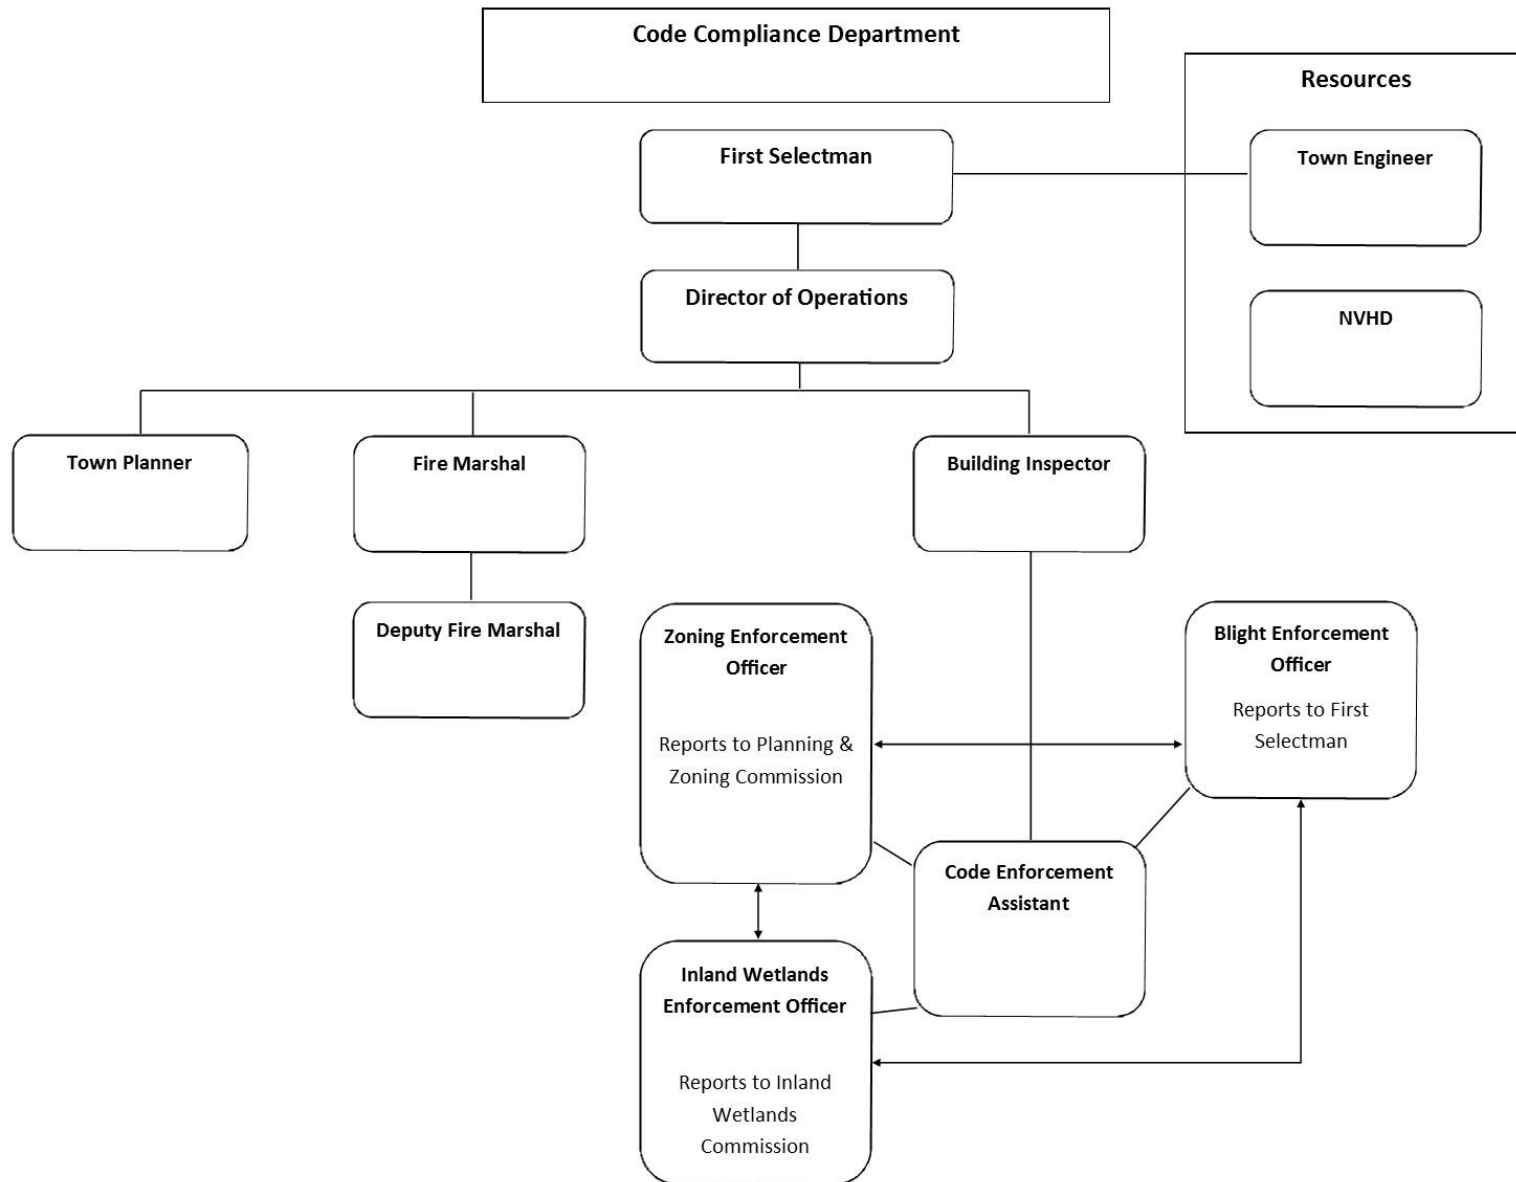 Code Compliance Department
Resources
First Selectman
Town Engineer
Director of Operations
NVHD
Town Planner
Fire Marshal
Building Inspector
Deputy Fire Marshal
Zoning Enforcement
Officer
Reports to Planning &
Zoning Commission
Blight Enforcement
Officer
Reports to First
Selectman
Code Enforcement
Assistant
Inland Wetlands
Enforcement Officer
Reports to Inland
Wetlands
Commission